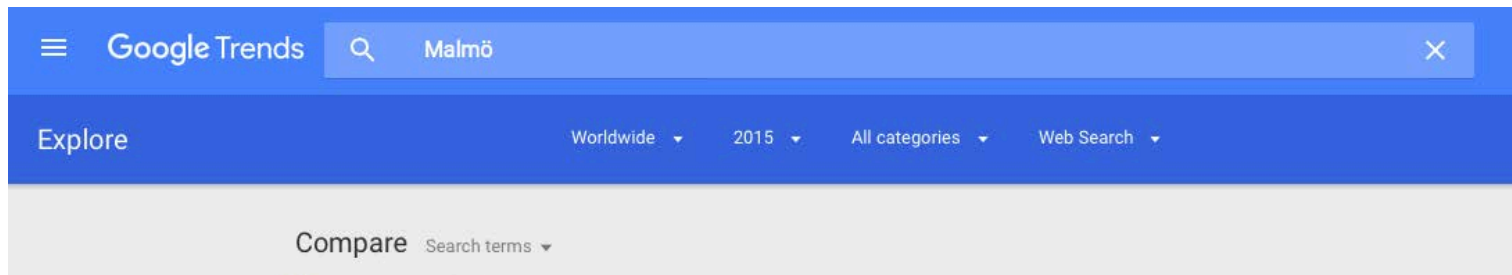 Google Trends Malmö
Explore Worldwide 2015 All categories Web Search
Compare Search terms